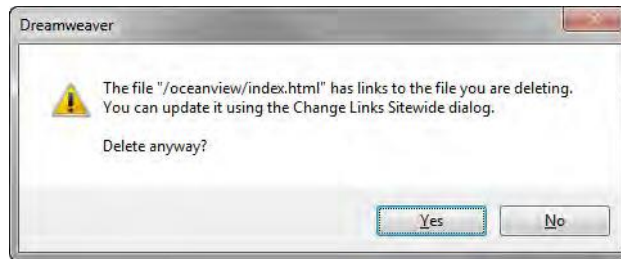 Dreamweaver
The file "/oceanview/index.html" has links to the file you are deleting.
You can update it using the Change Links Sitewide dialog.
Delete anyway?
Yes
No